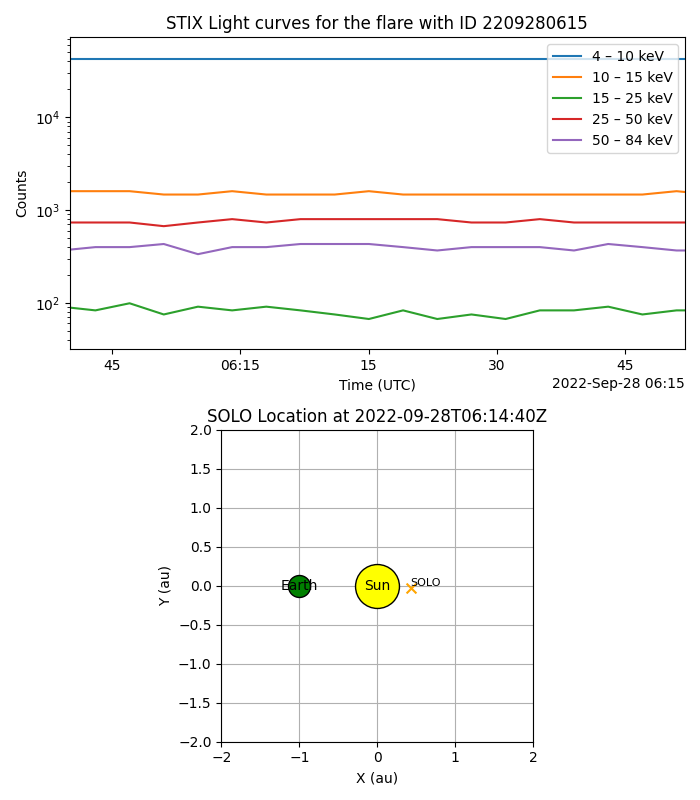 STIX Light curves for the flare with ID 2209280615
4 – 10 keV
10 – 15 keV
15 – 25 keV
25 – 50 keV
50 – 84 keV
10⁴
10³
10²
Counts
45
06:15
15
30
45
Time (UTC)
2022-Sep-28 06:15
SOLO Location at 2022-09-28T06:14:40Z
2.0
1.5
1.0
0.5
0.0
−0.5
−1.0
−1.5
−2.0
Y (au)
Earth
Sun
SOLO
−2
−1
0
1
2
X (au)